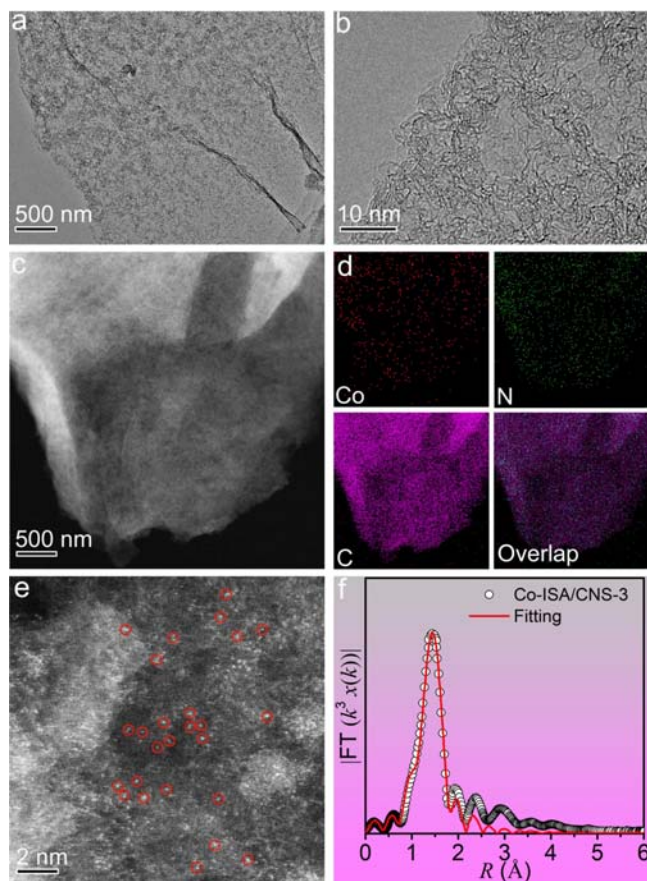 a
500 nm
b
10 nm
c
500 nm
d
Co
N
C
Overlap
e
2 nm
f
Co-ISA/CNS-3
Fitting
|FT (k³ x(k))|
0 1 2 3 4 5 6
R (Å)